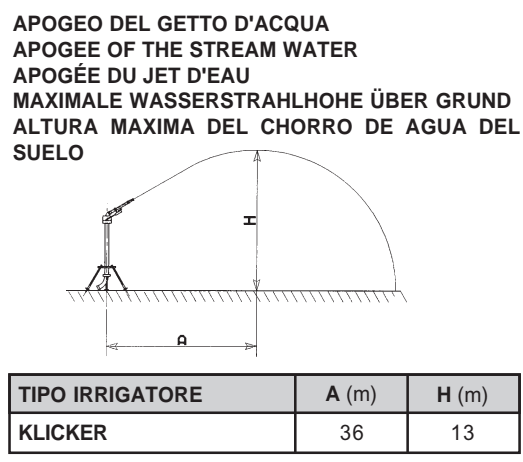 APOGEO DEL GETTO D'ACQUA
APOGEE OF THE STREAM WATER
APOGÉE DU JET D'EAU
MAXIMALE WASSERSTRAHLHOHE ÜBER GRUND
ALTURA MAXIMA DEL CHORRO DE AGUA DEL
SUELO
H
A
TIPO IRRIGATORE A (m) H (m)
KLICKER 36 13